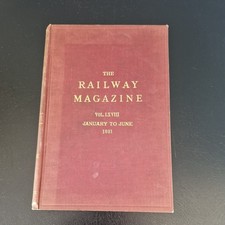 THE
RAILWAY
MAGAZINE
VOL. LXVIII
JANUARY TO JUNE
1931